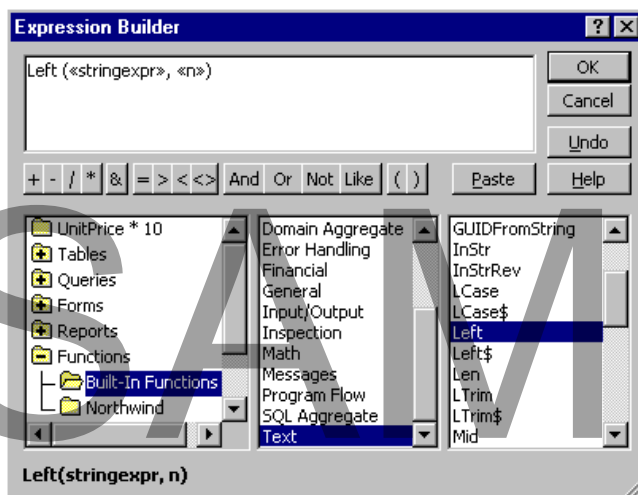 Expression Builder
Left («stringexpr», «n»)
OK
Cancel
Undo
+ - / * & = > < <> And Or Not Like ( ) Paste Help
UnitPrice * 10
Tables
Queries
Forms
Reports
Functions
Built-In Functions
Northwind
Domain Aggregate
Error Handling
Financial
General
Input/Output
Inspection
Math
Messages
Program Flow
SQL Aggregate
Text
GUIDFromString
InStr
InStrRev
LCase
LCase$
Left
Left$
Len
LTrim
LTrim$
Mid
Left(stringexpr, n)
SAM